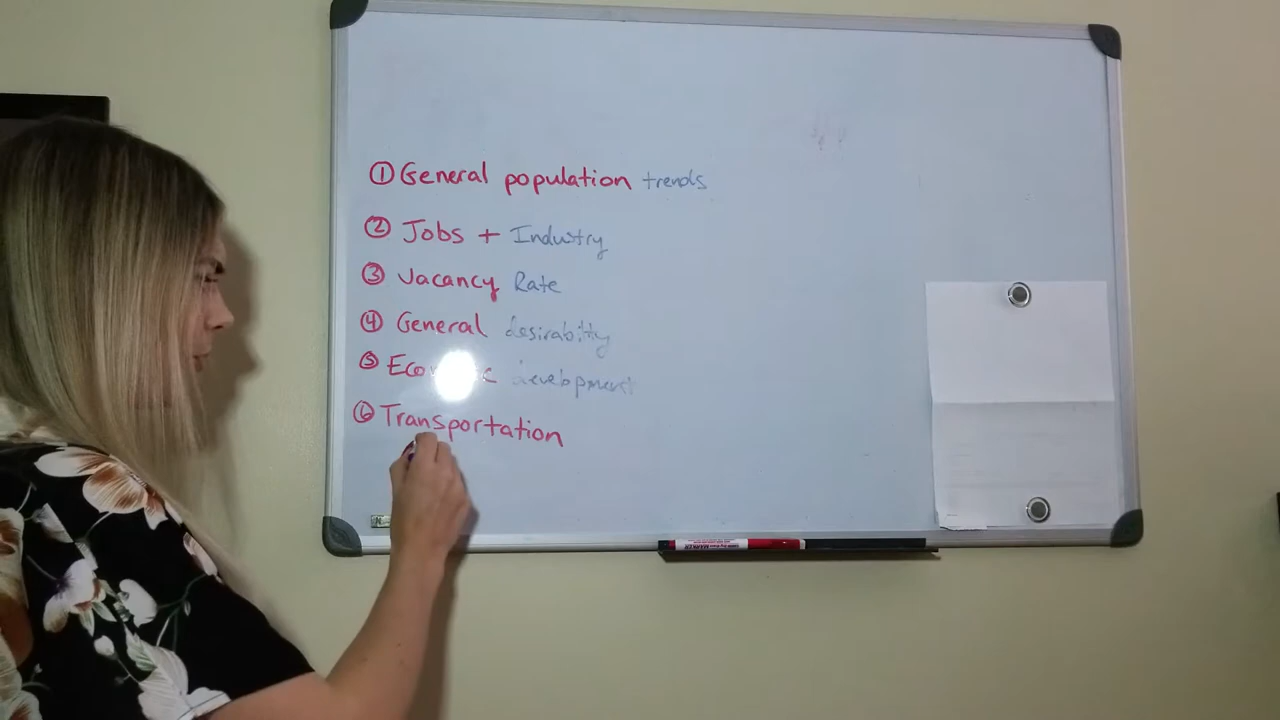 ① General population trends
② Jobs + Industry
③ Vacancy Rate
④ General desirability
⑤ development
⑥ Transportation